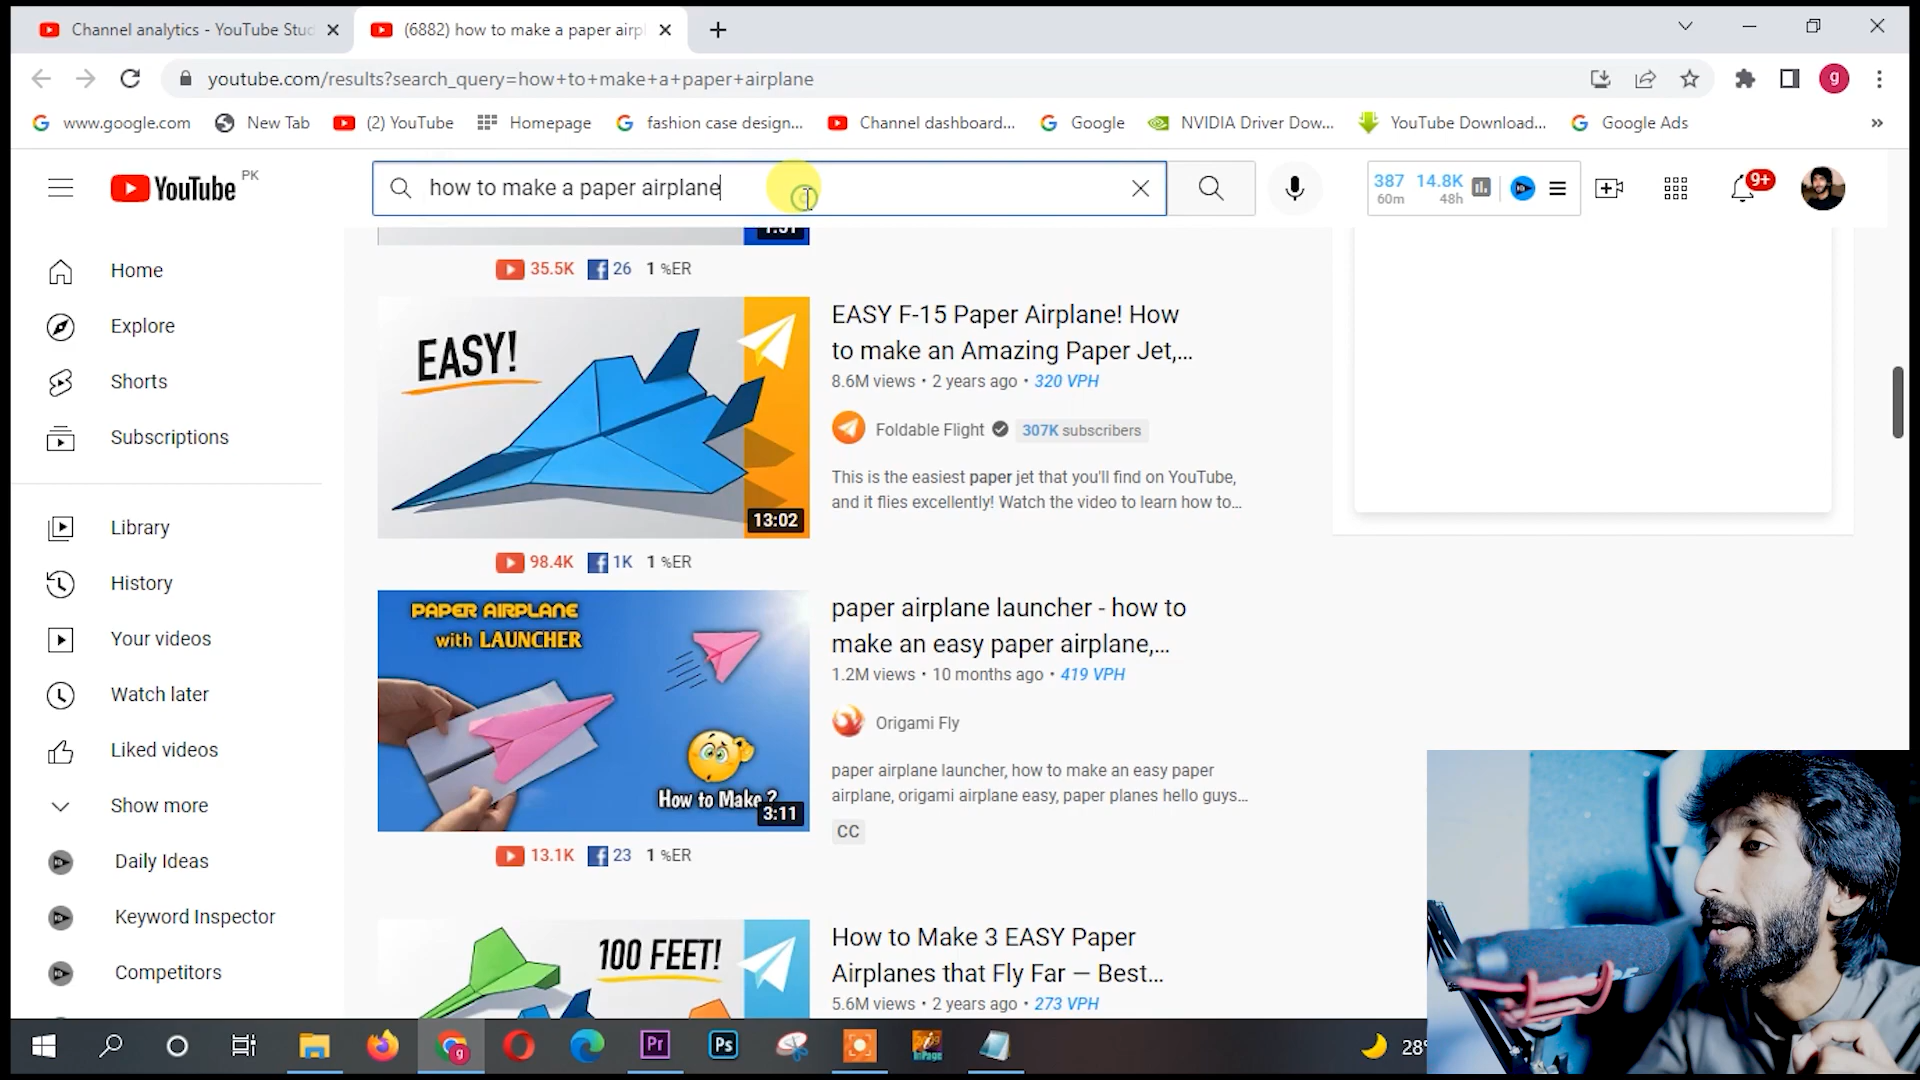 Channel analytics - YouTube Stu
(6882) how to make a paper airpl
youtube.com/results?search_query=how+to+make+a+paper+airplane
g
www.google.com
New Tab
(2) YouTube
Homepage
fashion case design...
Channel dashboard...
Google
NVIDIA Driver Dow...
YouTube Download...
Google Ads
»
YouTube PK
how to make a paper airplane
387 14.8K
60m 48h
9+
Home
Explore
Shorts
Subscriptions
Library
History
Your videos
Watch later
Liked videos
Show more
Daily Ideas
Keyword Inspector
Competitors
1:51
35.5K 26 1 %ER
EASY!
13:02
EASY F-15 Paper Airplane! How
to make an Amazing Paper Jet,...
8.6M views • 2 years ago • 320 VPH
Foldable Flight 307K subscribers
This is the easiest paper jet that you'll find on YouTube,
and it flies excellently! Watch the video to learn how to...
98.4K 1K 1 %ER
PAPER AIRPLANE
with LAUNCHER
How to Make ?
3:11
paper airplane launcher - how to
make an easy paper airplane,...
1.2M views • 10 months ago • 419 VPH
Origami Fly
paper airplane launcher, how to make an easy paper
airplane, origami airplane easy, paper planes hello guys...
CC
13.1K 23 1 %ER
100 FEET!
How to Make 3 EASY Paper
Airplanes that Fly Far — Best...
5.6M views • 2 years ago • 273 VPH
g
Pr
Ps
InPage
28°